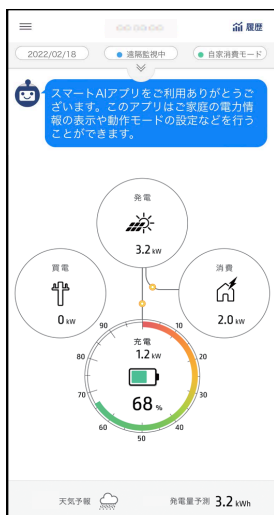 履歴
2022/02/18
遠隔監視中
自家消費モード
スマートAIアプリをご利用ありがとうご
ざいます。このアプリはご家庭の電力情
報の表示や動作モードの設定などを行う
ことができます。
発電
3.2 kW
買電
0 kW
消費
2.0 kW
充電
1.2 kW
68 %
10
20
30
40
50
60
70
80
90
天気予報
発電量予測 3.2 kWh